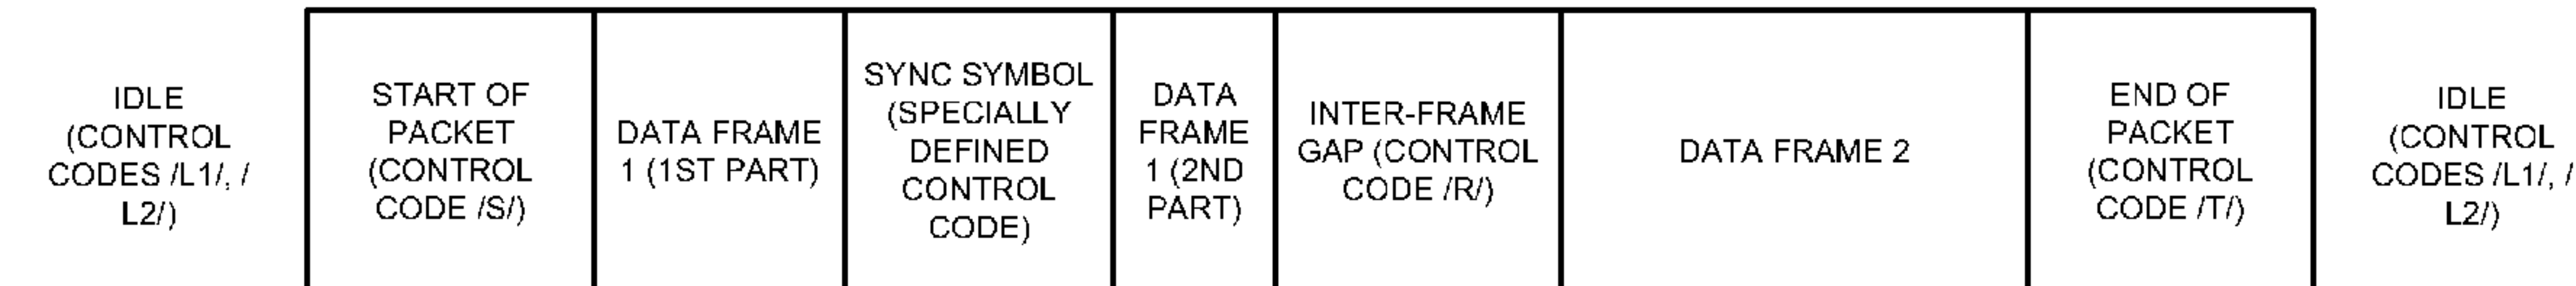 IDLE
(CONTROL
CODES /L1/, /
L2/)
START OF
PACKET
(CONTROL
CODE /S/)
DATA FRAME
1 (1ST PART)
SYNC SYMBOL
(SPECIALLY
DEFINED
CONTROL
CODE)
DATA
FRAME
1 (2ND
PART)
INTER-FRAME
GAP (CONTROL
CODE /R/)
DATA FRAME 2
END OF
PACKET
(CONTROL
CODE /T/)
IDLE
(CONTROL
CODES /L1/, /
L2/)